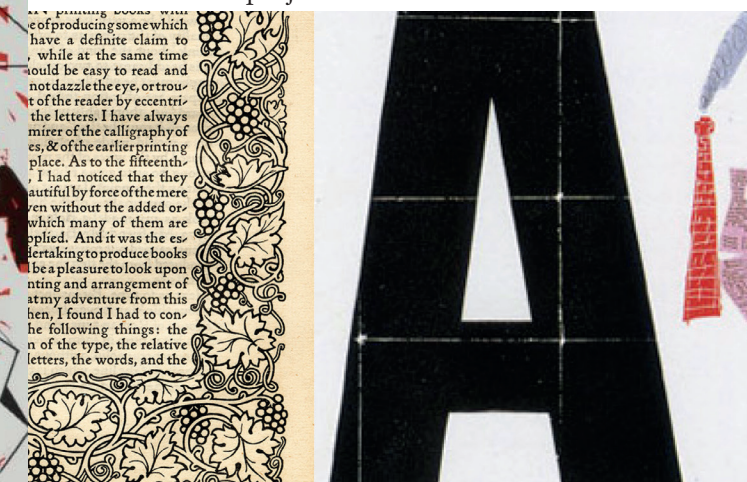 printing books with
e of producing some which
have a definite claim to
, while at the same time
hould be easy to read and
not dazzle the eye, or trou-
t of the reader by eccentri-
the letters. I have always
mirer of the calligraphy of
es, & of the earlier printing
place. As to the fifteenth-
, I had noticed that they
autiful by force of the mere
ven without the added or-
which many of them are
pplied. And it was the es-
dertaking to produce books
be a pleasure to look upon
nting and arrangement of
at my adventure from this
hen, I found I had to con-
he following things: the
n of the type, the relative
letters, the words, and the
A